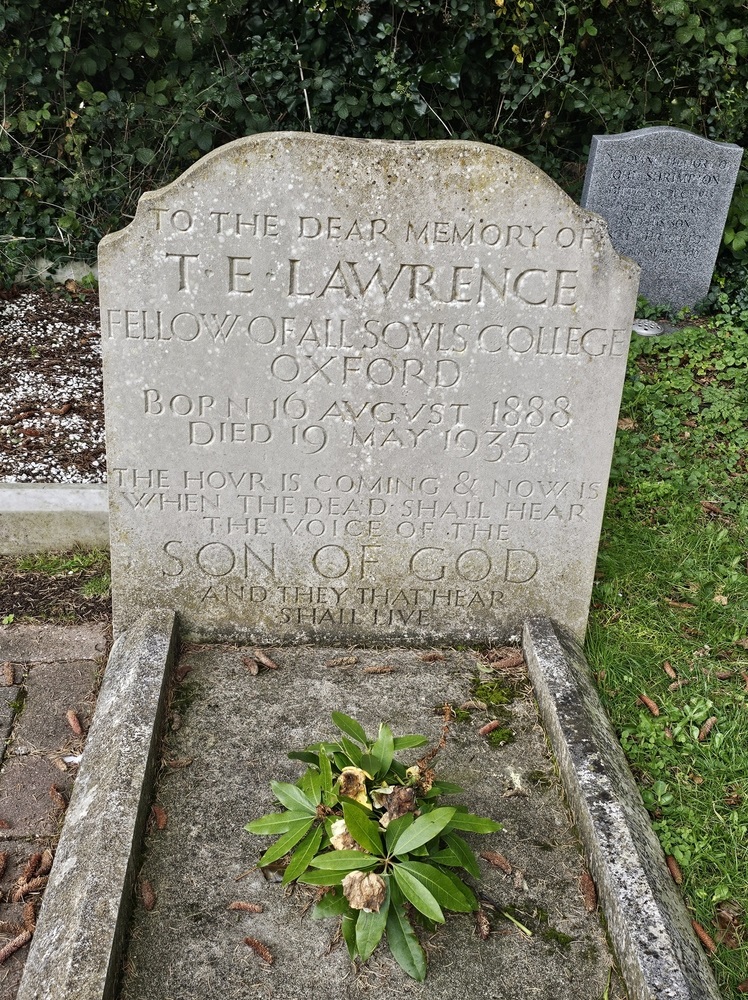 TO THE DEAR MEMORY OF
T·E·LAWRENCE
FELLOW OF ALL SOVLS COLLEGE
OXFORD
BORN 16 AVGVST 1888
DIED 19 MAY 1935
THE HOVR IS COMING & NOW IS
WHEN THE DEAD SHALL HEAR
THE VOICE OF THE
SON OF GOD
AND THEY THAT HEAR
SHALL LIVE